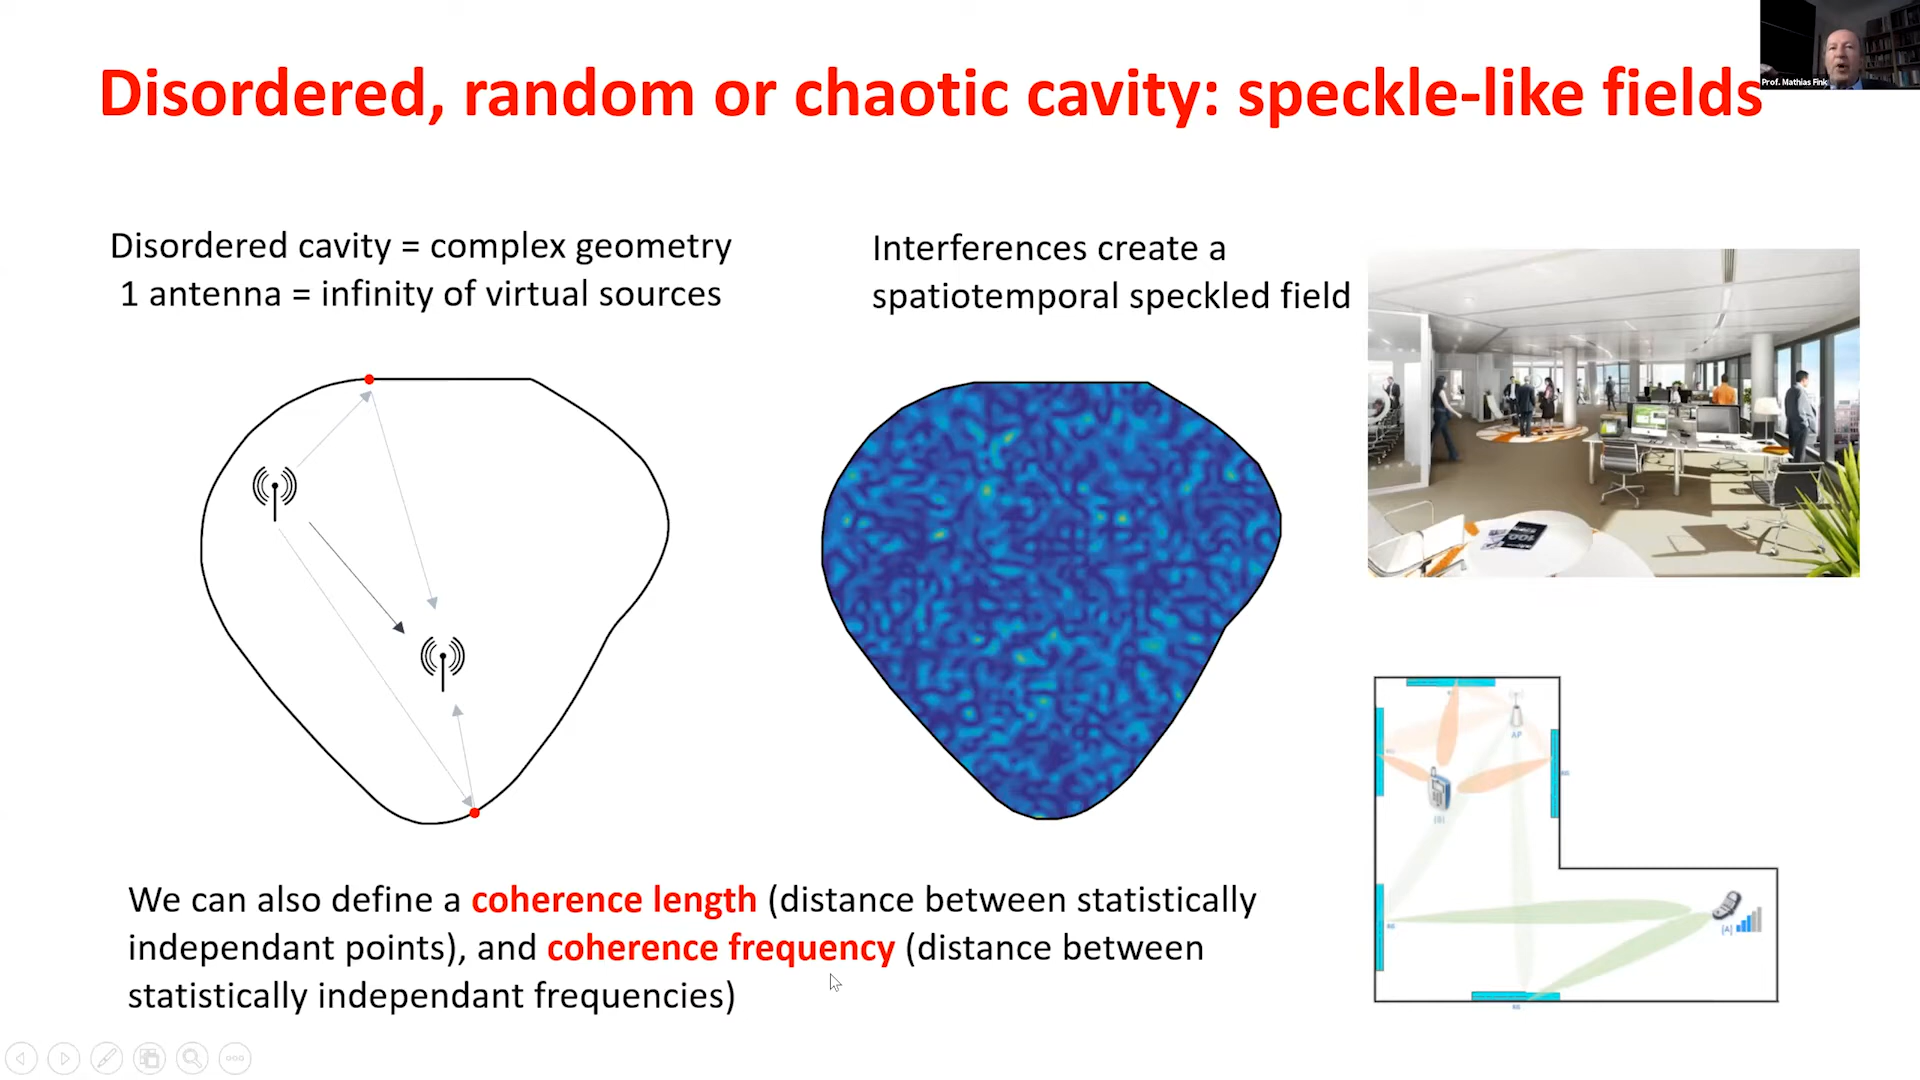 Disordered, random or chaotic cavity: speckle-like fields
Prof. Mathias Fink
Disordered cavity = complex geometry
1 antenna = infinity of virtual sources
Interferences create a
spatiotemporal speckled field
AP
(B)
(A)
We can also define a coherence length (distance between statistically
independant points), and coherence frequency (distance between
statistically independant frequencies)